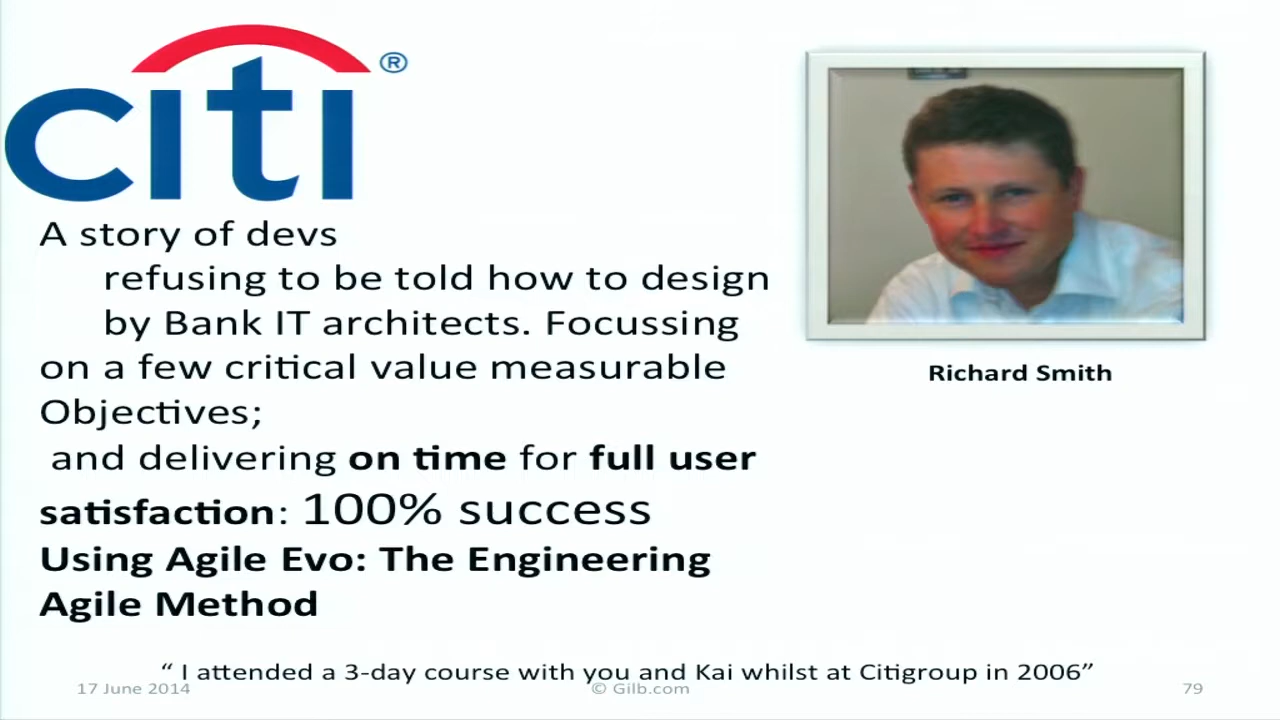 citi®
A story of devs
refusing to be told how to design
by Bank IT architects. Focussing
on a few critical value measurable
Objectives;
and delivering on time for full user
satisfaction: 100% success
Using Agile Evo: The Engineering
Agile Method
Richard Smith
“ I attended a 3-day course with you and Kai whilst at Citigroup in 2006”
17 June 2014
© Gilb.com
79